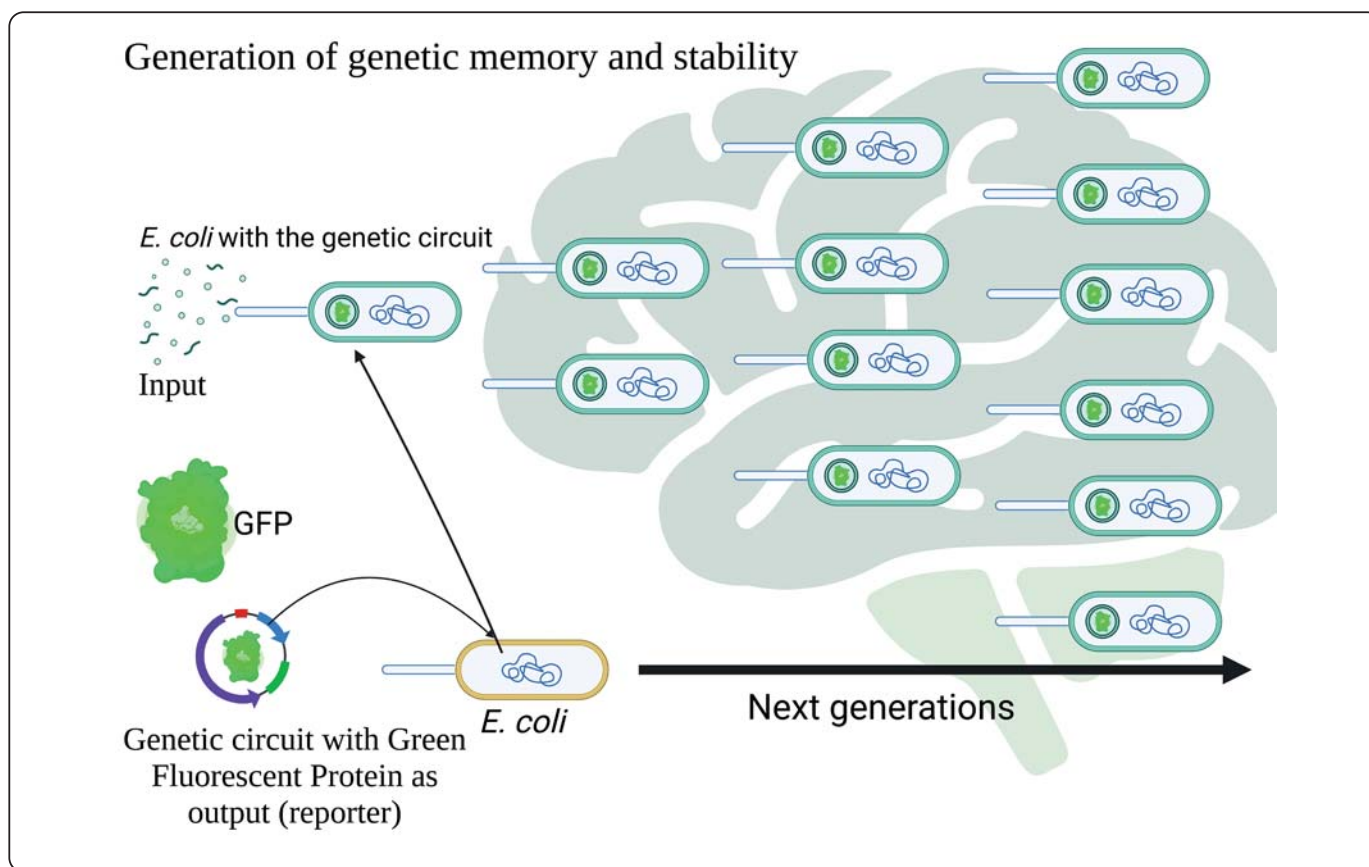 Generation of genetic memory and stability
E. coli with the genetic circuit
Input
GFP
E. coli
Next generations
Genetic circuit with Green
Fluorescent Protein as
output (reporter)